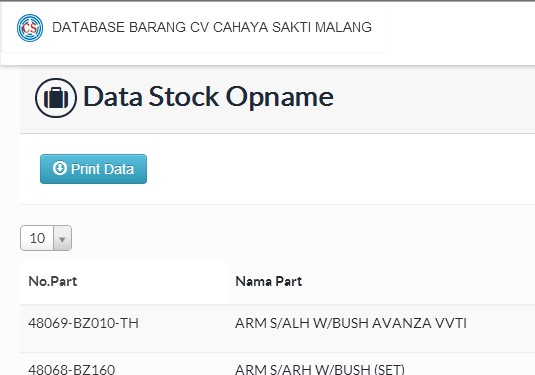 CS
DATABASE BARANG CV CAHAYA SAKTI MALANG
Data Stock Opname
Print Data
10
No.Part Nama Part
48069-BZ010-TH ARM S/ALH W/BUSH AVANZA VVTI
48068-BZ160 ARM S/ARH W/BUSH (SET)